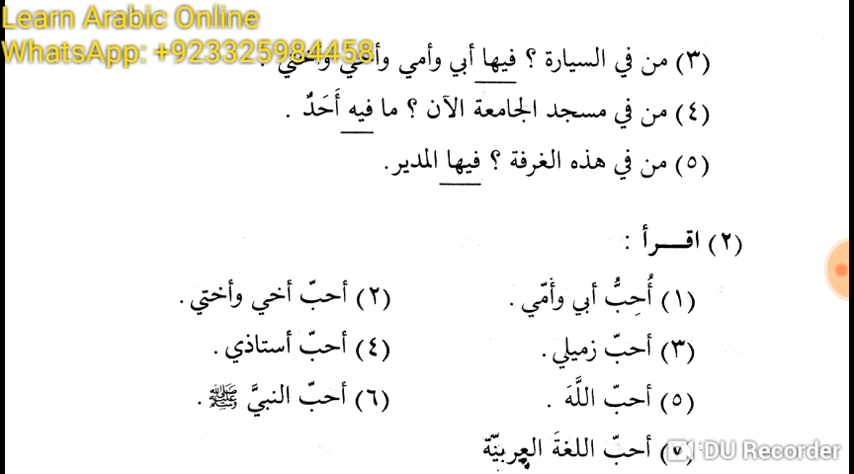 Learn Arabic Online
WhatsApp: +923325984458
(٣) من في السيارة ؟ فيها أبي وأمي
(٤) من في مسجد الجامعة الآن ؟ ما فيه أَحَدٌ .
(٥) من في هذه الغرفة ؟ فيها المدير.
(٢) اقـــرأ :
(١) أُحِبُّ أبي وأمّي . (٢) أحبّ أخي وأختي .
(٣) أحبّ زميلي. (٤) أحبّ أستاذي.
(٥) أحبّ اللَّهَ . (٦) أحبّ النبيَّ ﷺ .
(٧) أحبّ اللغةَ العربيّة
DU Recorder